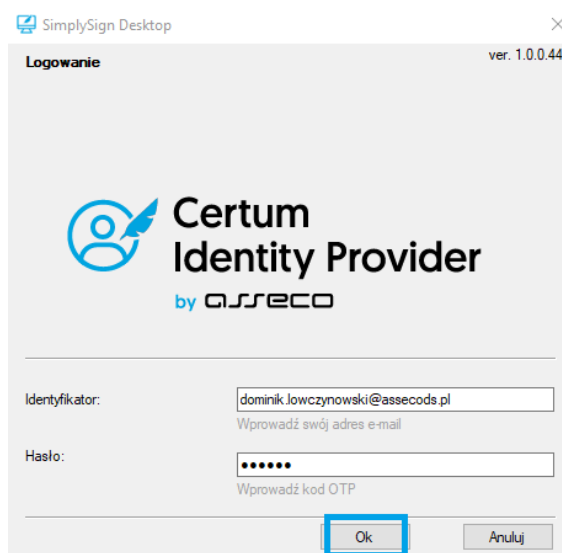 SimplySign Desktop
Logowanie
ver. 1.0.0.44
Certum
Identity Provider
by asseco
Identyfikator:
dominik.lowczynowski@assecods.pl
Wprowadź swój adres e-mail
Hasło:
••••••
Wprowadź kod OTP
Ok
Anuluj